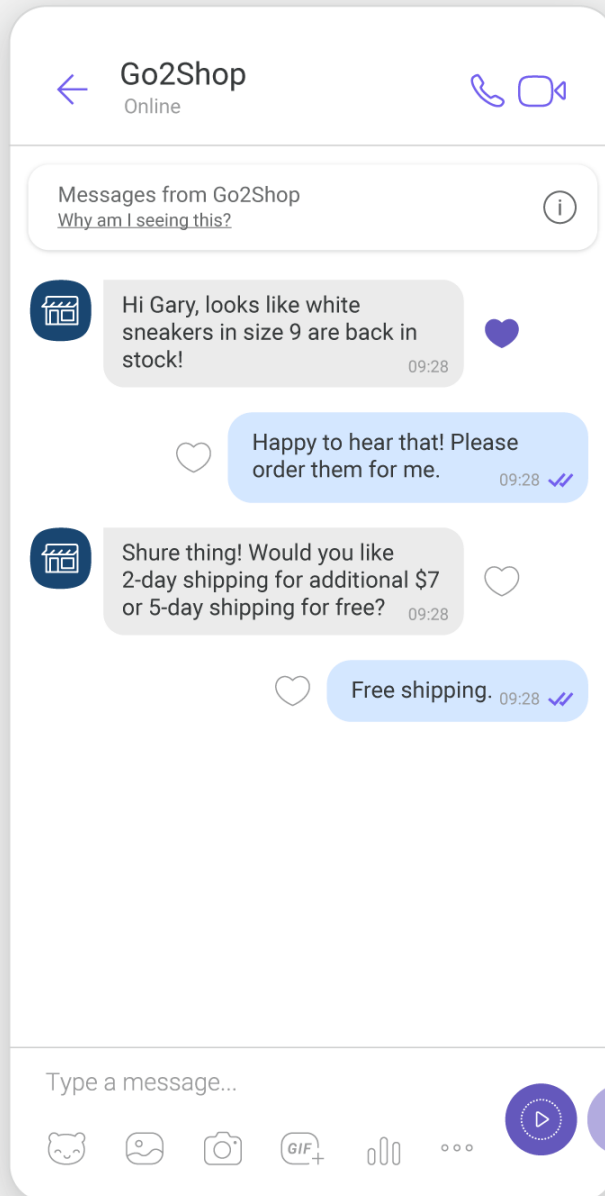 Go2Shop
Online
Messages from Go2Shop
Why am I seeing this?
Hi Gary, looks like white
sneakers in size 9 are back in
stock!
09:28
Happy to hear that! Please
order them for me.
09:28
Shure thing! Would you like
2-day shipping for additional $7
or 5-day shipping for free?
09:28
Free shipping.
09:28
Type a message...
GIF